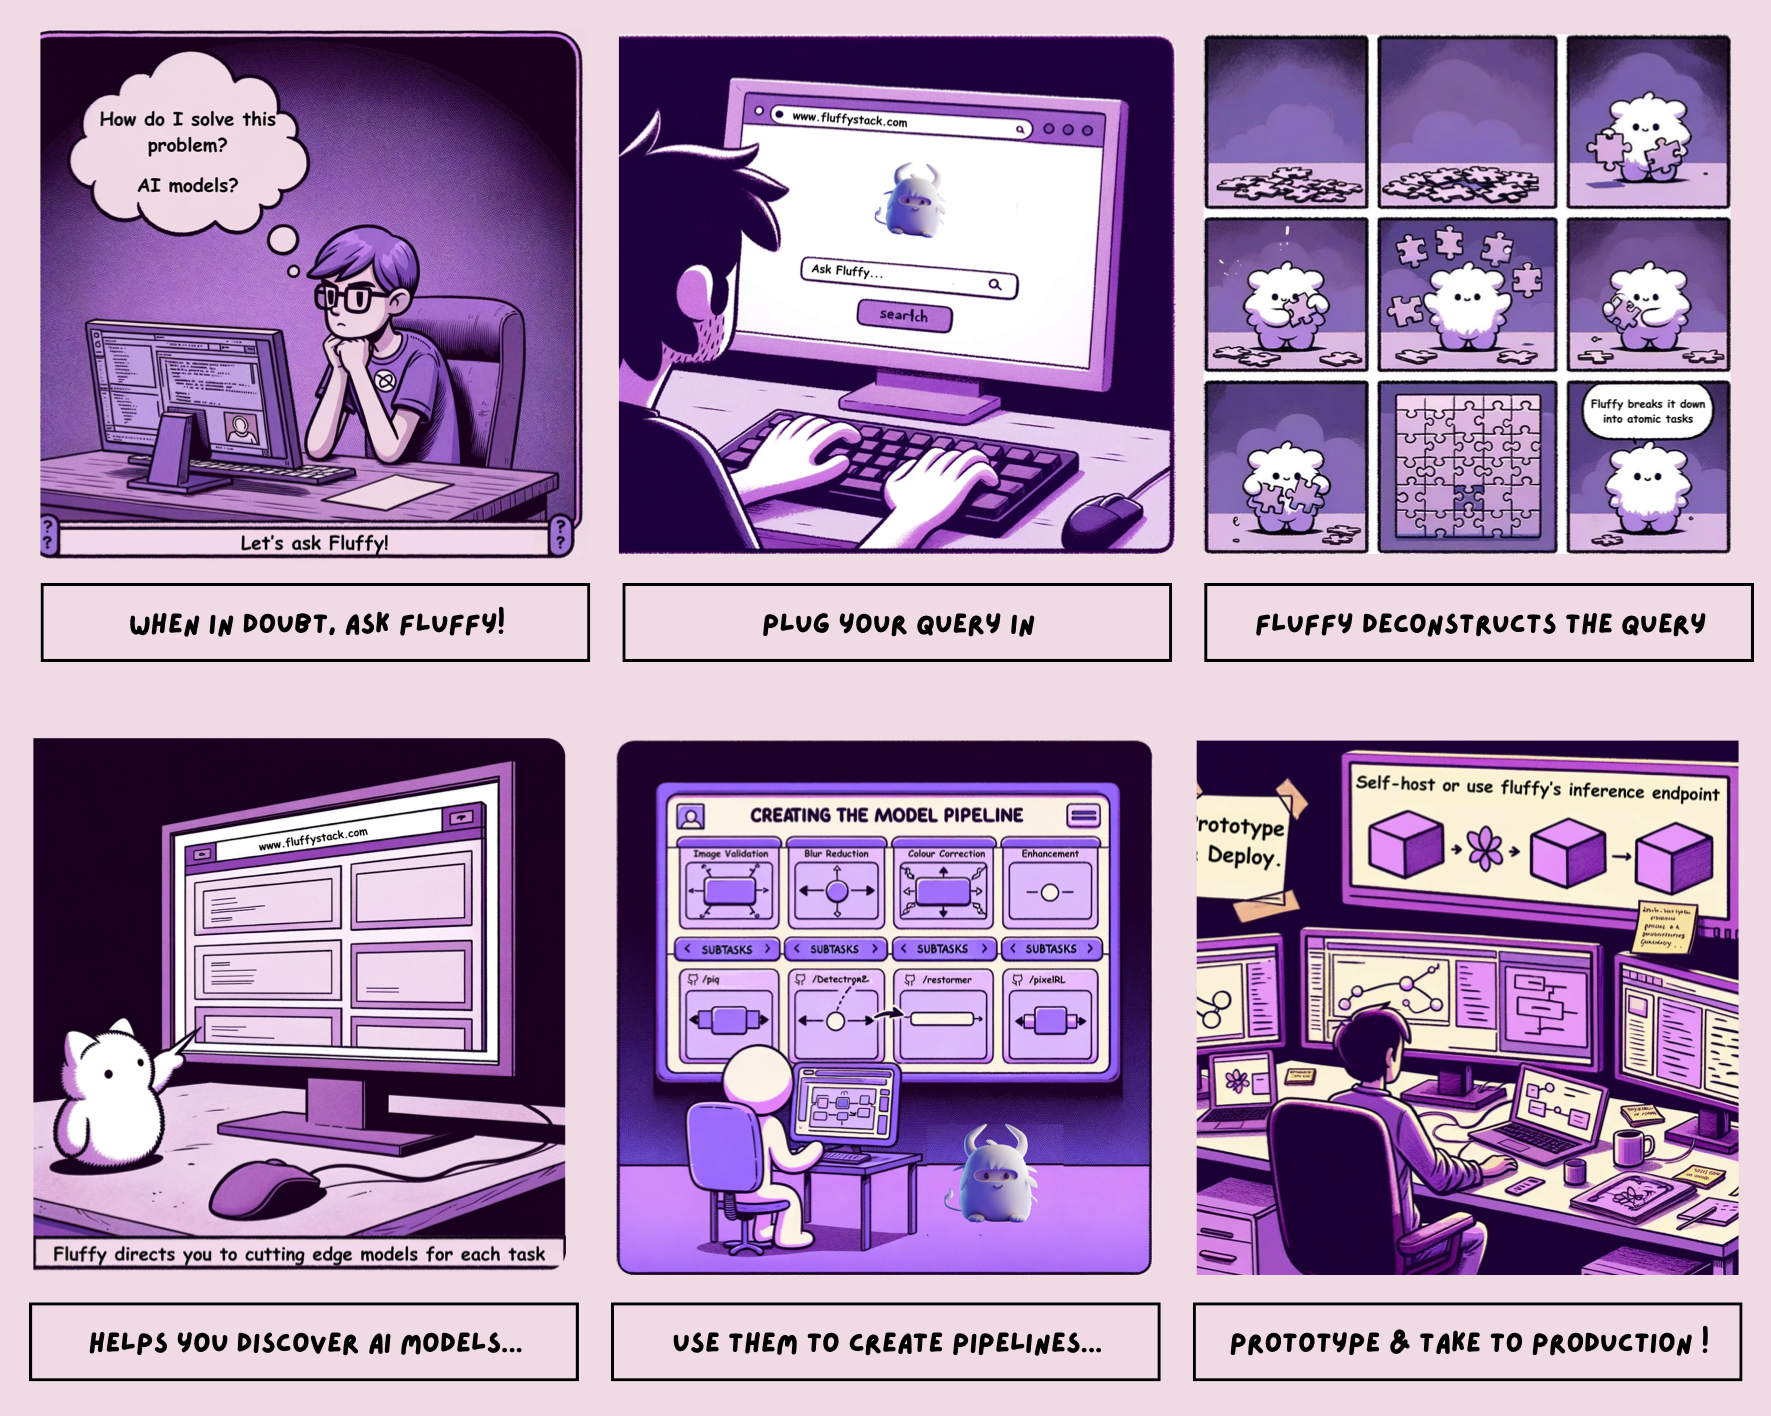 How do I solve this
problem?
AI models?
? ?
? ?
Let's ask Fluffy!
WHEN IN DOUBT, ASK FLUFFY!
www.fluffystack.com
Ask Fluffy...
search
PLUG YOUR QUERY IN
Fluffy breaks it down
into atomic tasks
FLUFFY DECONSTRUCTS THE QUERY
www.fluffystack.com
Fluffy directs you to cutting edge models for each task
HELPS YOU DISCOVER AI MODELS...
CREATING THE MODEL PIPELINE
Image Validation Blur Reduction Colour Correction Enhancement
< SUBTASKS > < SUBTASKS > < SUBTASKS > < SUBTASKS >
/piq /Detectron2 /restormer /pixelRL
USE THEM TO CREATE PIPELINES...
Self-host or use fluffy's inference endpoint
rototype
Deploy.
PROTOTYPE & TAKE TO PRODUCTION !